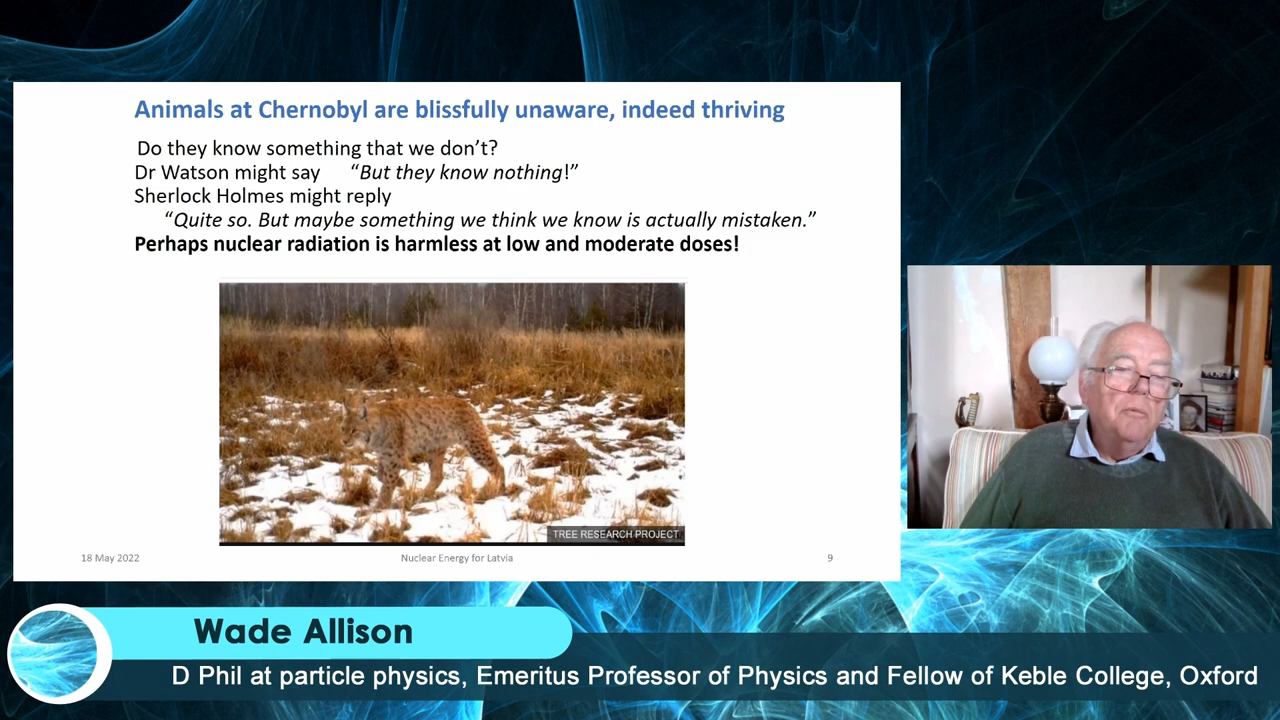 Animals at Chernobyl are blissfully unaware, indeed thriving
Do they know something that we don't?
Dr Watson might say “But they know nothing!”
Sherlock Holmes might reply
“Quite so. But maybe something we think we know is actually mistaken.”
Perhaps nuclear radiation is harmless at low and moderate doses!
TREE RESEARCH PROJECT
18 May 2022
Nuclear Energy for Latvia
9
Wade Allison
D Phil at particle physics, Emeritus Professor of Physics and Fellow of Keble College, Oxford